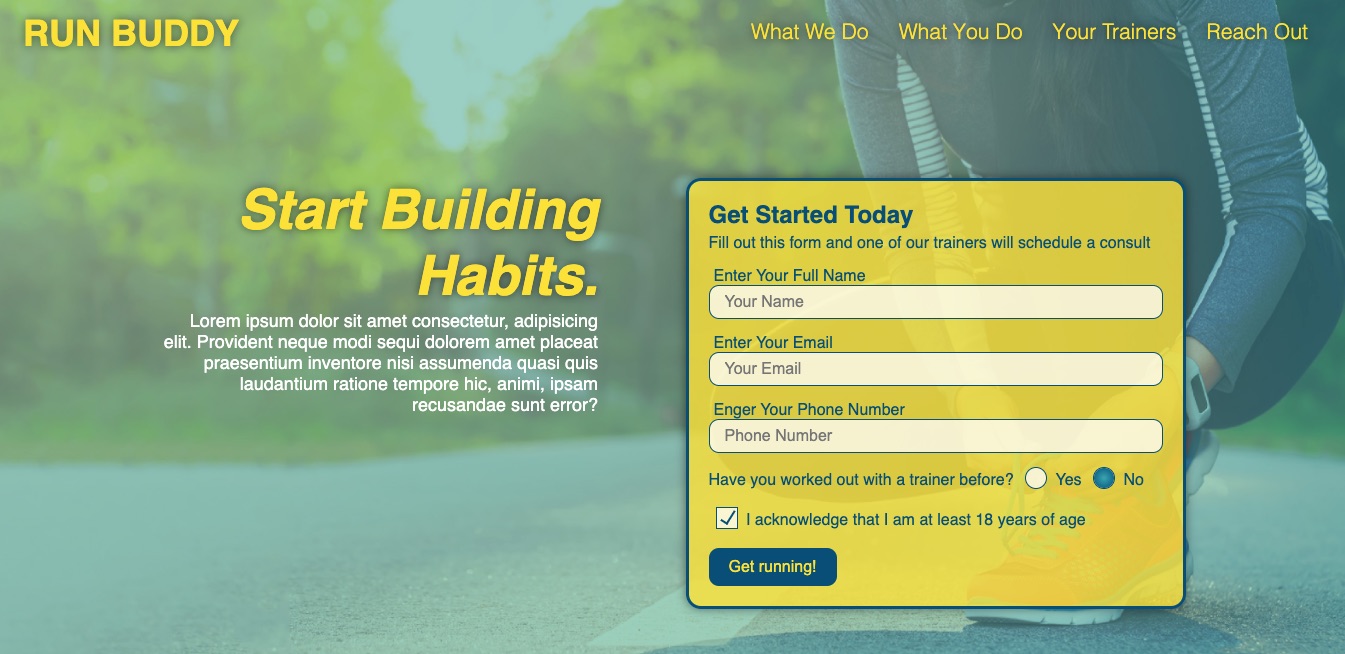 RUN BUDDY
What We Do What You Do Your Trainers Reach Out
Start Building
Habits.
Lorem ipsum dolor sit amet consectetur, adipisicing
elit. Provident neque modi sequi dolorem amet placeat
praesentium inventore nisi assumenda quasi quis
laudantium ratione tempore hic, animi, ipsam
recusandae sunt error?
Get Started Today
Fill out this form and one of our trainers will schedule a consult
Enter Your Full Name
Your Name
Enter Your Email
Your Email
Enger Your Phone Number
Phone Number
Have you worked out with a trainer before? Yes No
I acknowledge that I am at least 18 years of age
Get running!